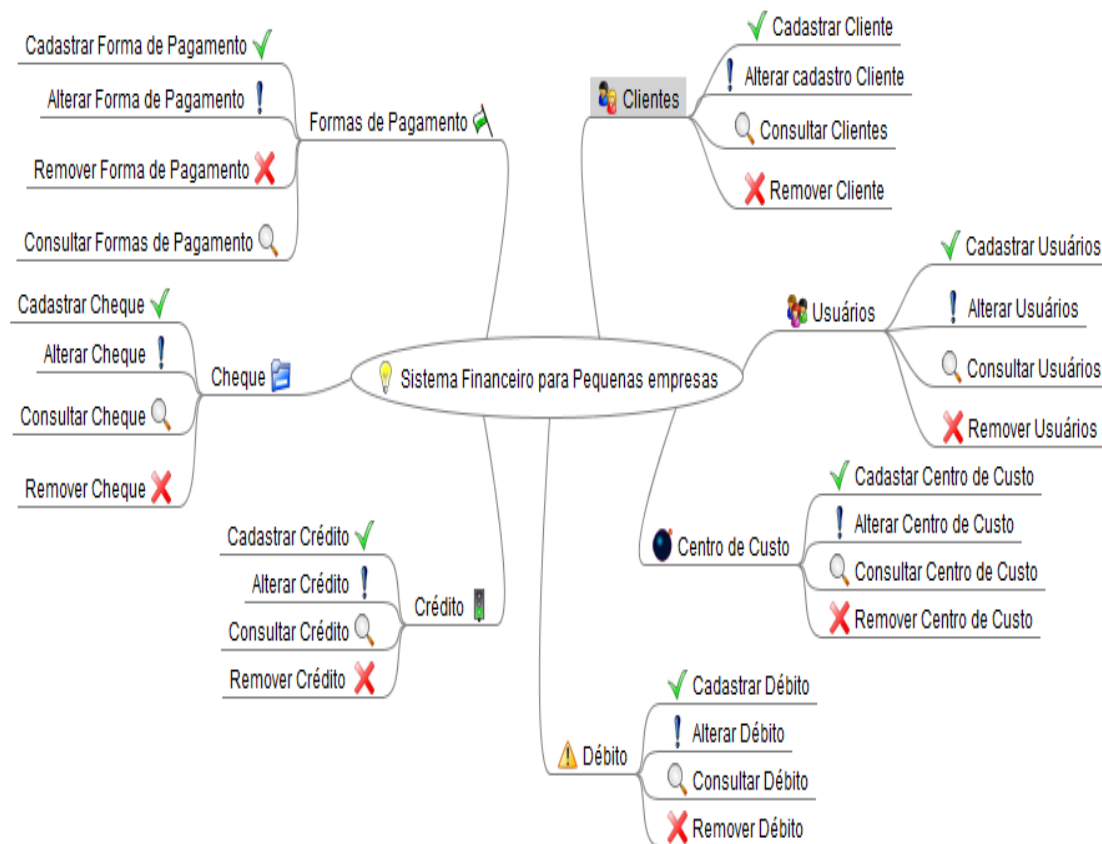 Sistema Financeiro para Pequenas empresas
Formas de Pagamento
Cadastrar Forma de Pagamento
Alterar Forma de Pagamento
Remover Forma de Pagamento
Consultar Formas de Pagamento
Cheque
Cadastrar Cheque
Alterar Cheque
Consultar Cheque
Remover Cheque
Crédito
Cadastrar Crédito
Alterar Crédito
Consultar Crédito
Remover Crédito
Clientes
Cadastrar Cliente
Alterar cadastro Cliente
Consultar Clientes
Remover Cliente
Usuários
Cadastrar Usuários
Alterar Usuários
Consultar Usuários
Remover Usuários
Centro de Custo
Cadastar Centro de Custo
Alterar Centro de Custo
Consultar Centro de Custo
Remover Centro de Custo
Débito
Cadastrar Débito
Alterar Débito
Consultar Débito
Remover Débito